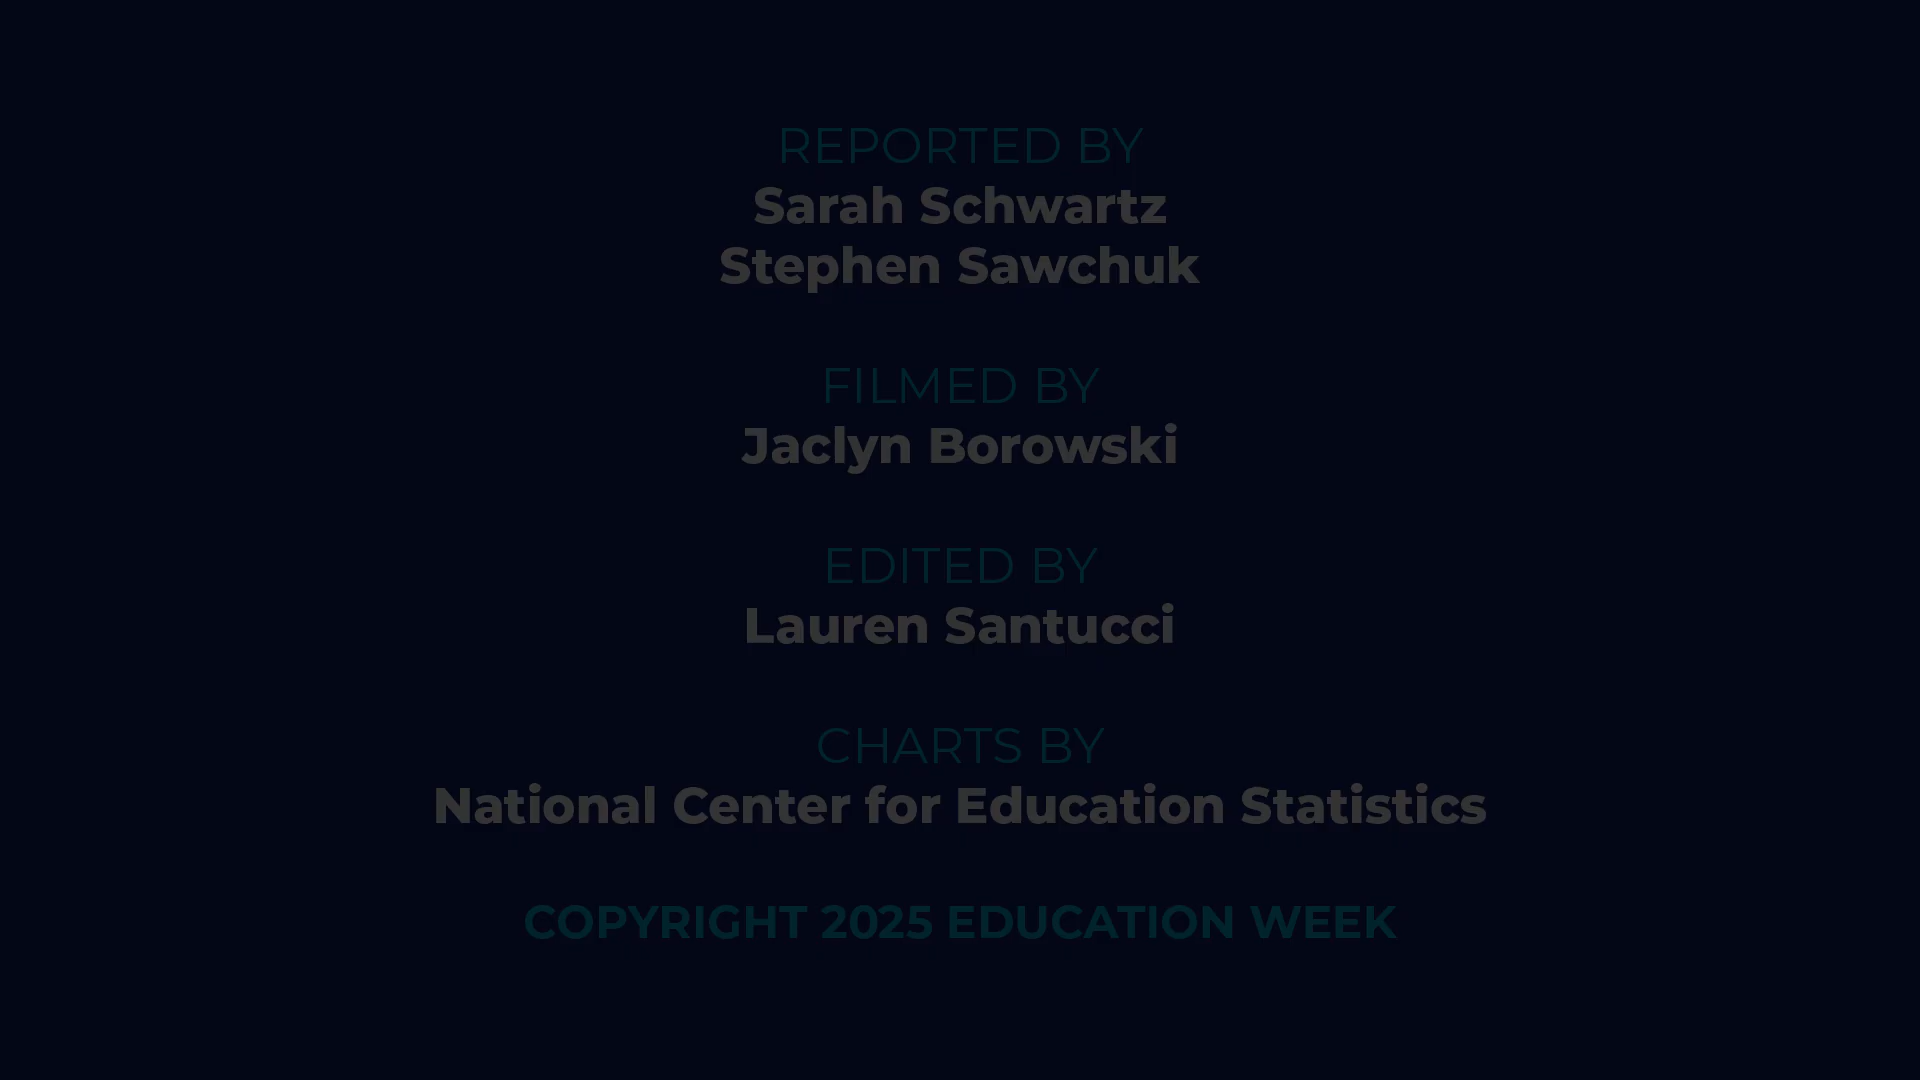 REPORTED BY
Sarah Schwartz
Stephen Sawchuk
FILMED BY
Jaclyn Borowski
EDITED BY
Lauren Santucci
CHARTS BY
National Center for Education Statistics
COPYRIGHT 2025 EDUCATION WEEK